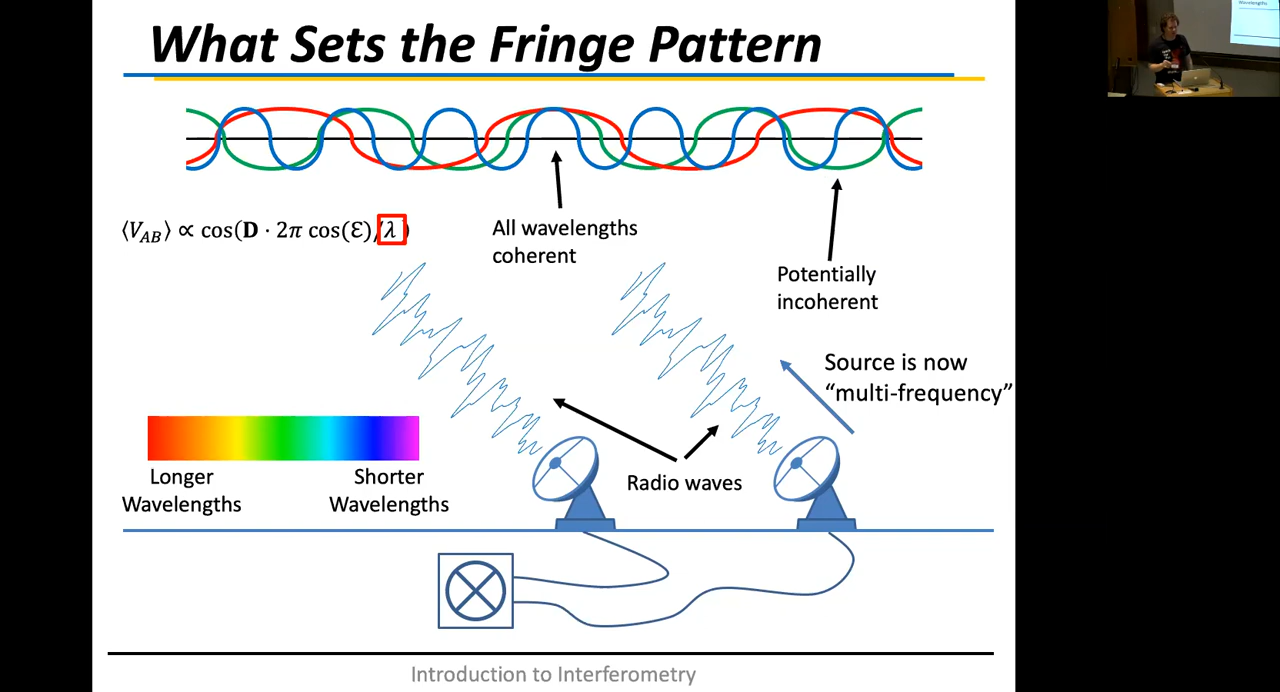 What Sets the Fringe Pattern
⟨V_AB⟩ ∝ cos(D · 2π cos(ℇ)/λ)
All wavelengths
coherent
Potentially
incoherent
Source is now
“multi-frequency”
Longer
Wavelengths
Shorter
Wavelengths
Radio waves
Introduction to Interferometry
Wavelengths